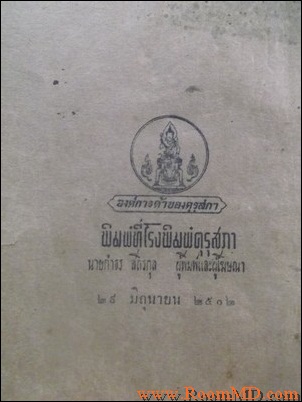 องค์การค้าของคุรุสภา
พิมพ์ที่โรงพิมพ์คุรุสภา
นายกำธร สถิรกุล ผู้พิมพ์และผู้โฆษณา
๒๘ มิถุนายน ๒๕๐๒
www.RoomMD.com